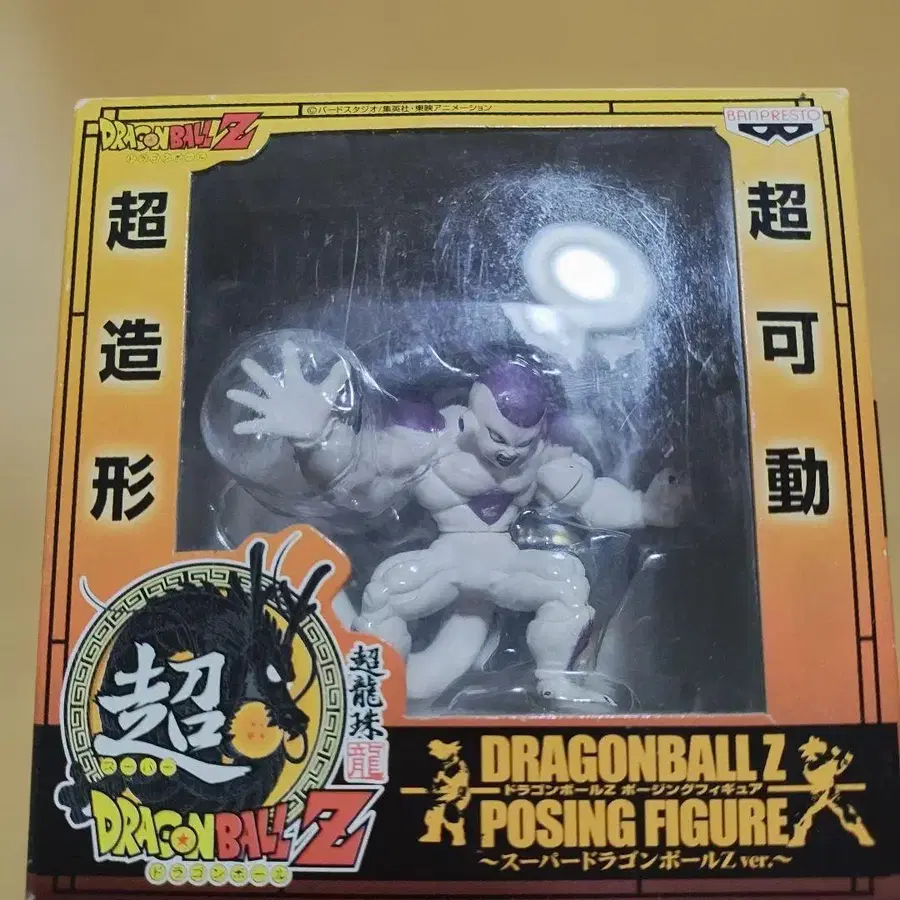 ©バードスタジオ/集英社・東映アニメーション
DRAGONBALL Z
ドラゴンボール
BANPRESTO
超造形
超可動
超
スーパー
DRAGONBALL Z
ドラゴンボール
超龍珠
龍
DRAGONBALL Z
ドラゴンボールZ ポージングフィギュア
POSING FIGURE
～スーパードラゴンボールZ ver.～